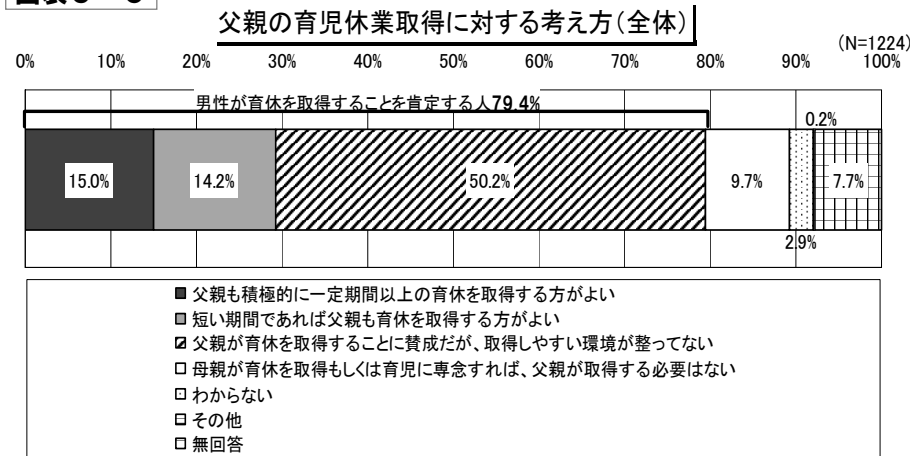 父親の育児休業取得に対する考え方(全体)
(N=1224)
0% 10% 20% 30% 40% 50% 60% 70% 80% 90% 100%
男性が育休を取得することを肯定する人79.4%
0.2%
15.0% 14.2% 50.2% 9.7% 7.7%
2.9%
父親も積極的に一定期間以上の育休を取得する方がよい
短い期間であれば父親も育休を取得する方がよい
父親が育休を取得することに賛成だが、取得しやすい環境が整ってない
母親が育休を取得もしくは育児に専念すれば、父親が取得する必要はない
わからない
その他
無回答